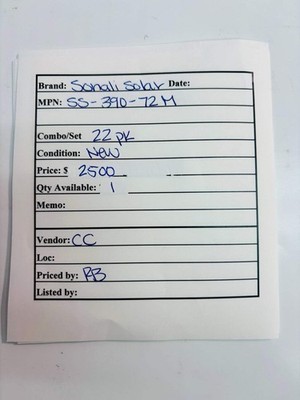 Brand: Sonali Solar Date:
MPN: SS-390-72M
Combo/Set 22 pk
Condition: New
Price: $ 2500
Qty Available: 1
Memo:
Vendor: CC
Loc:
Priced by: RB
Listed by: